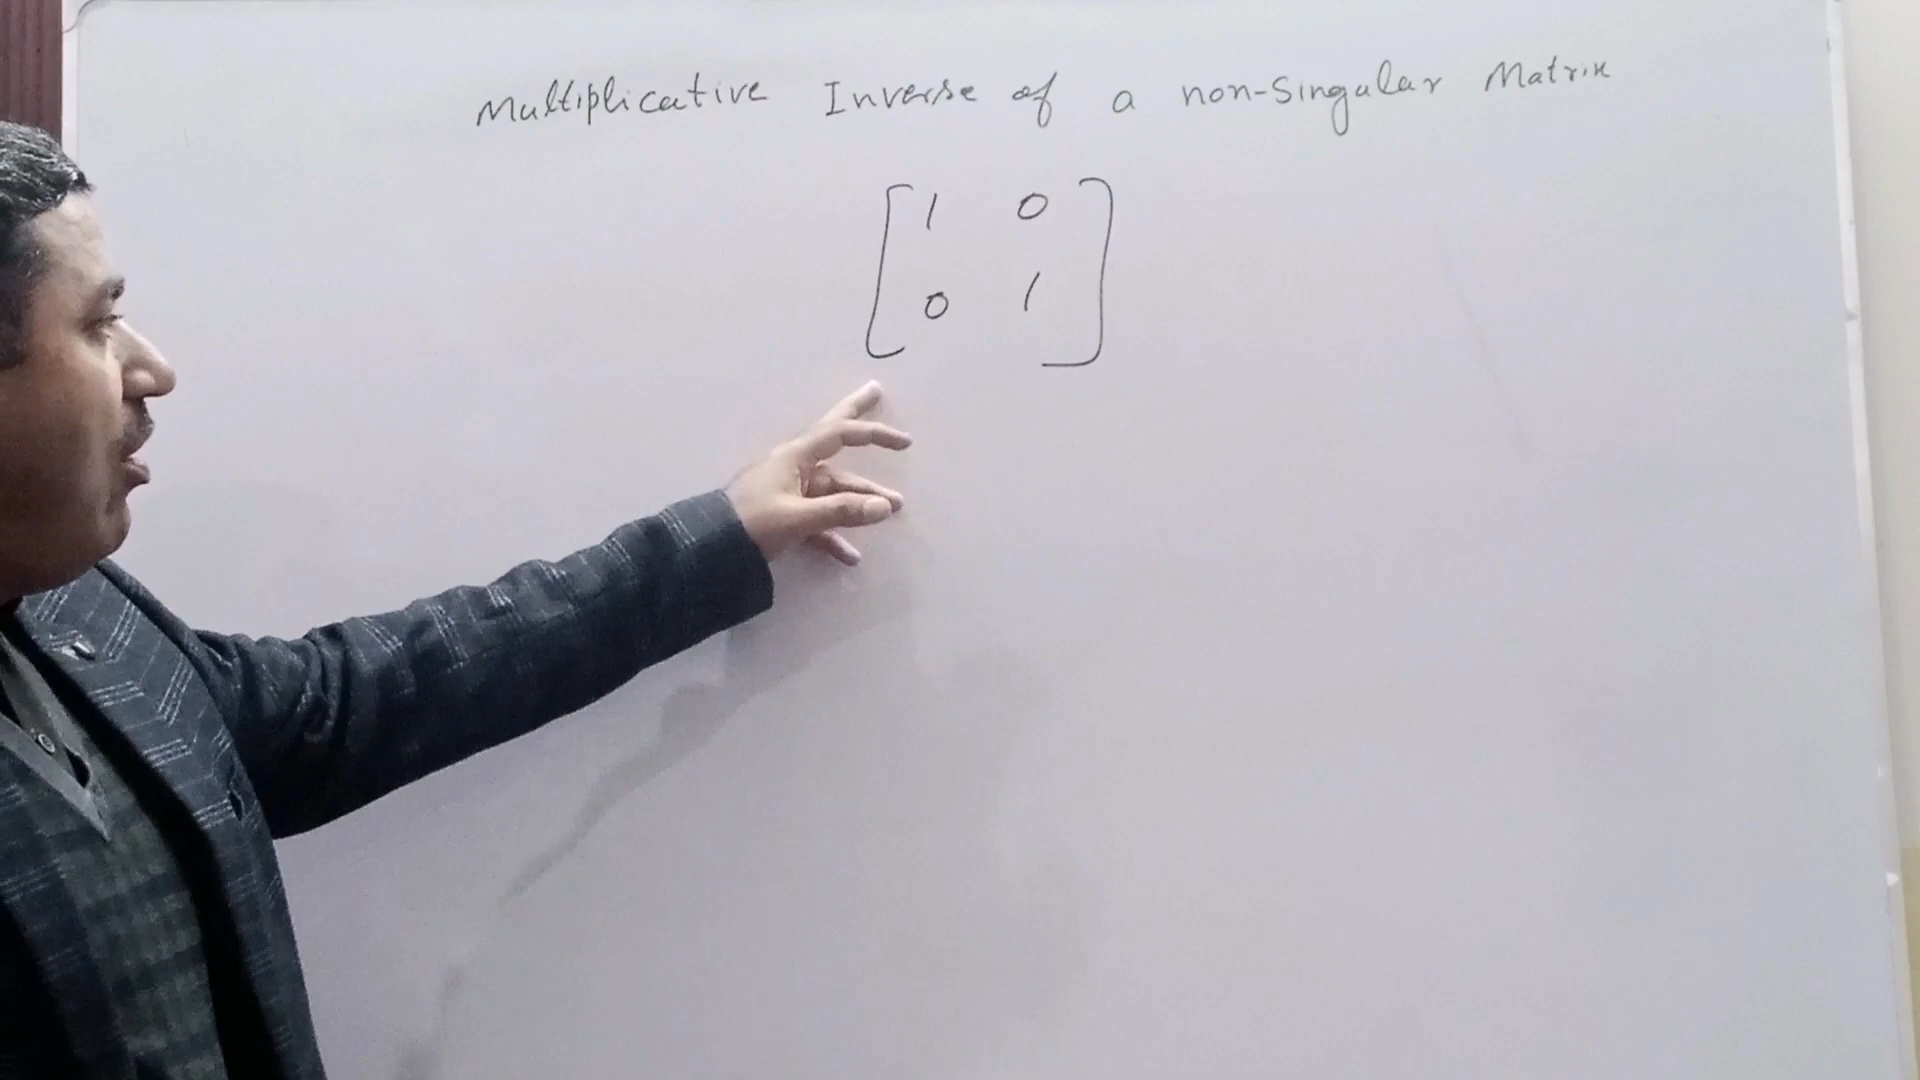 Multiplicative Inverse of a non-Singular Matrix
1 0
0 1